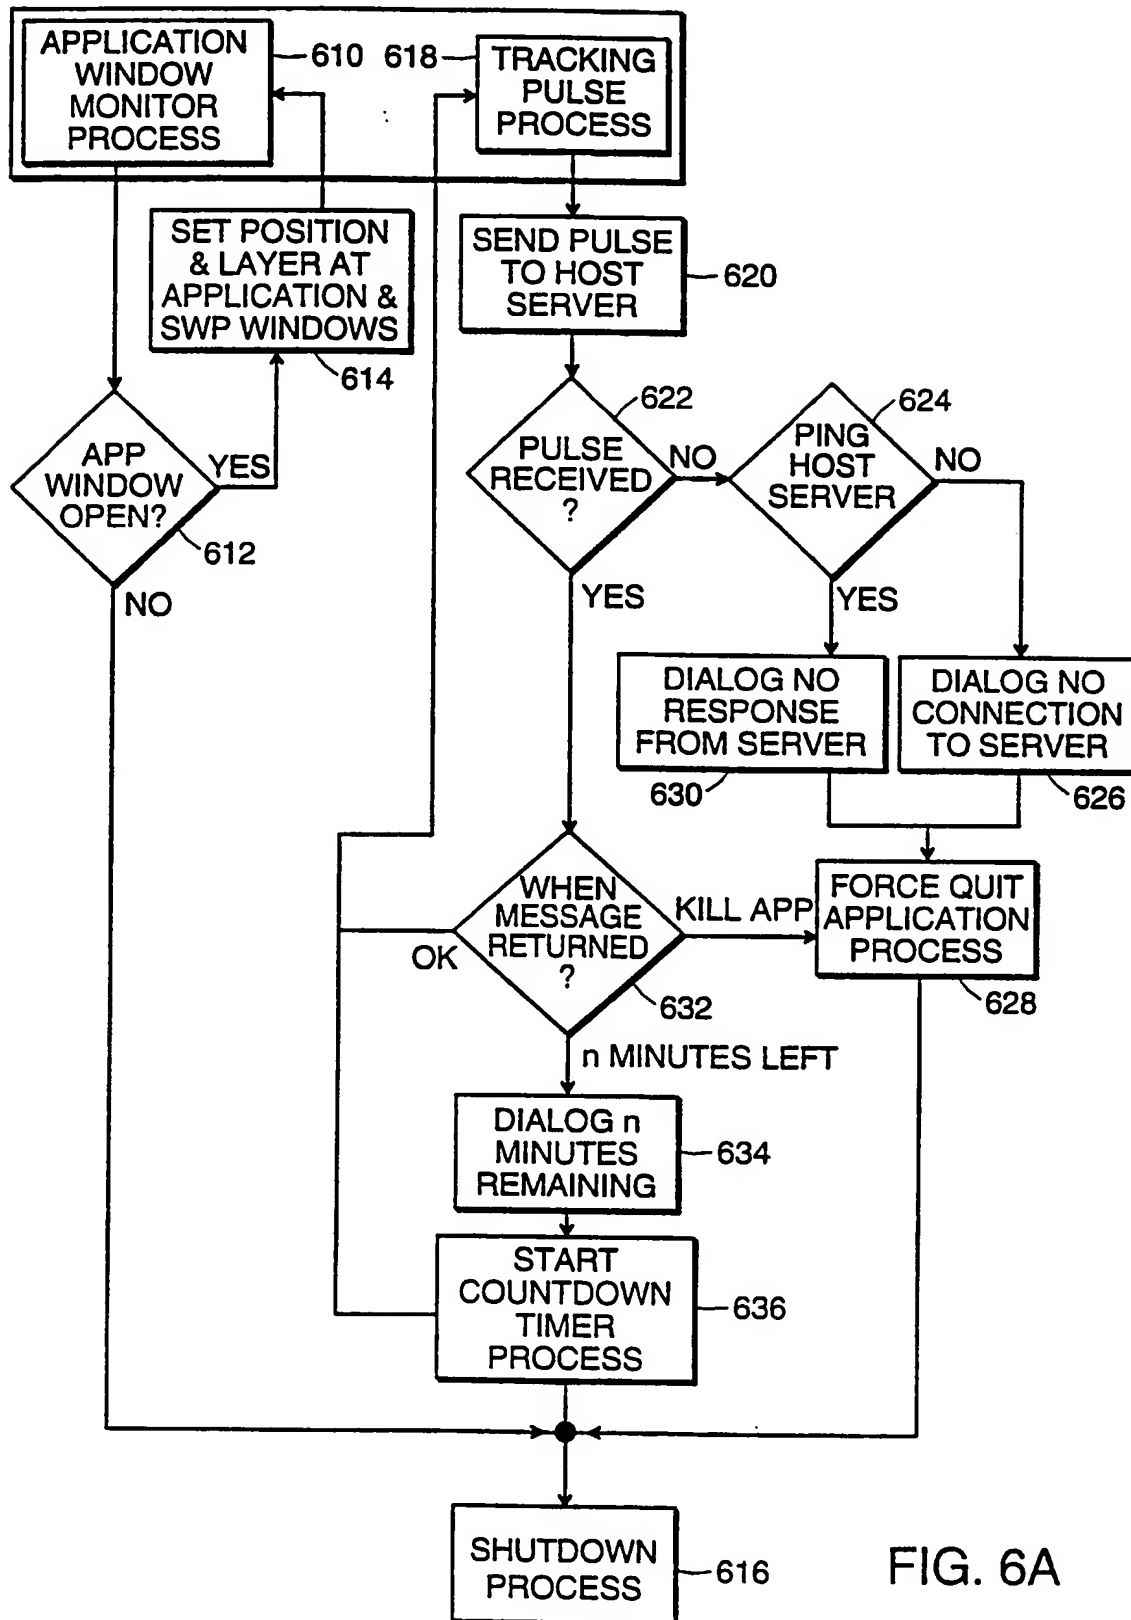 APPLICATION
WINDOW
MONITOR
PROCESS
610
618
TRACKING
PULSE
PROCESS
SET POSITION
& LAYER AT
APPLICATION &
SWP WINDOWS
614
SEND PULSE
TO HOST
SERVER
620
APP
WINDOW
OPEN?
YES
612
NO
PULSE
RECEIVED
?
622
NO
YES
PING
HOST
SERVER
624
NO
YES
DIALOG NO
RESPONSE
FROM SERVER
630
DIALOG NO
CONNECTION
TO SERVER
626
WHEN
MESSAGE
RETURNED
?
OK
KILL APP
632
n MINUTES LEFT
FORCE QUIT
APPLICATION
PROCESS
628
DIALOG n
MINUTES
REMAINING
634
START
COUNTDOWN
TIMER
PROCESS
636
SHUTDOWN
PROCESS
616
FIG. 6A